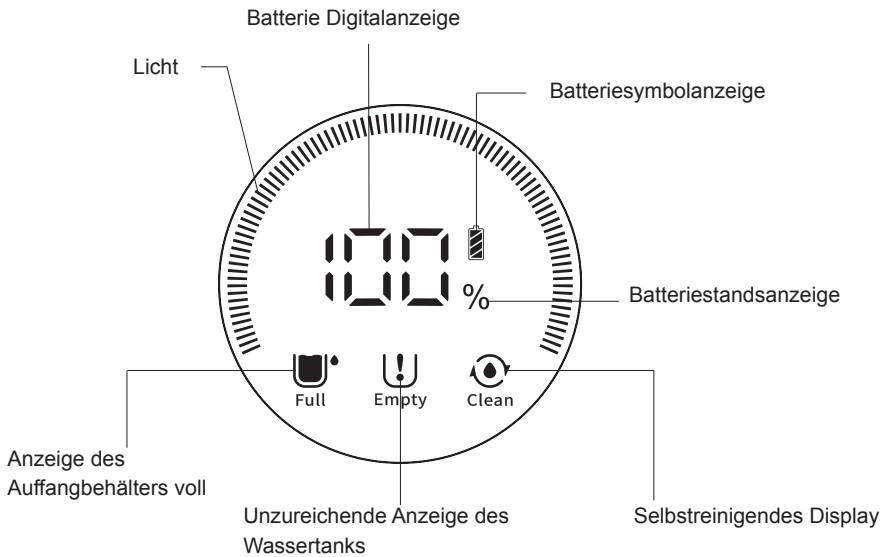 Batterie Digitalanzeige
Licht
Batteriesymbolanzeige
100
%
Batteriestandsanzeige
Full
Empty
Clean
Anzeige des
Auffangbehälters voll
Unzureichende Anzeige des
Wassertanks
Selbstreinigendes Display